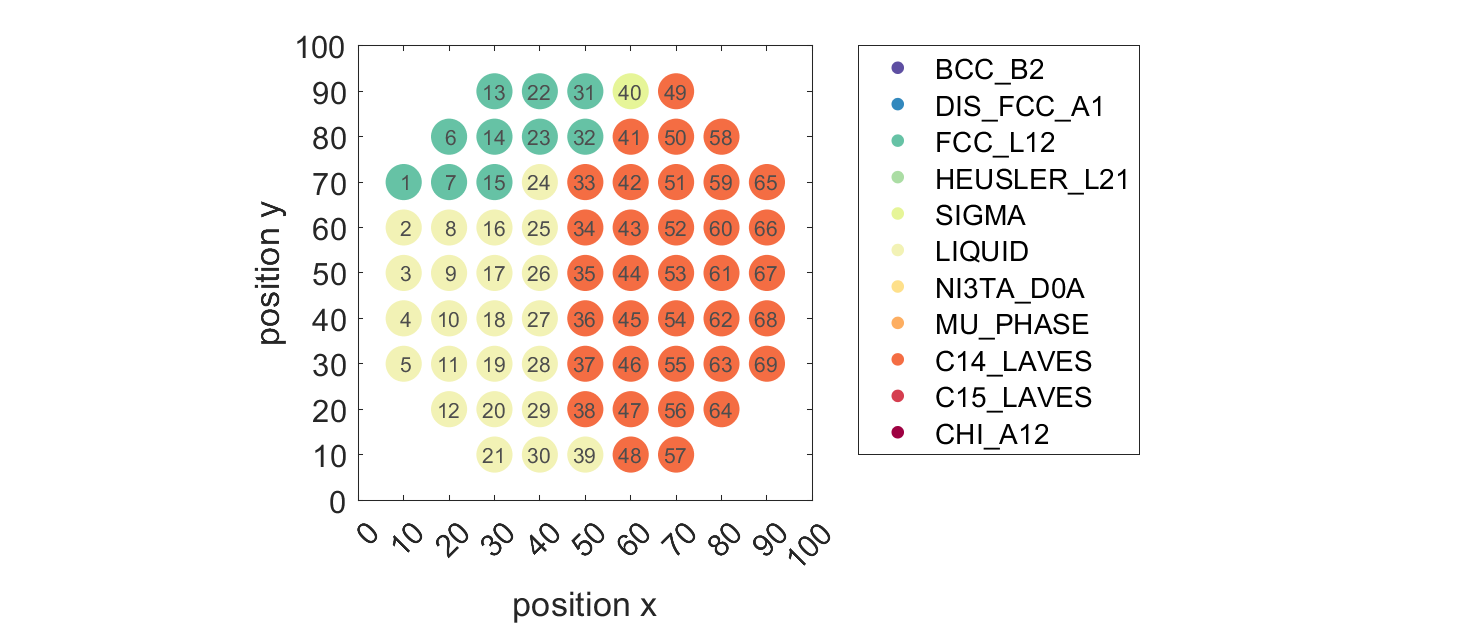 100
90 13 22 31 40 49
80 6 14 23 32 41 50 58
70 1 7 15 24 33 42 51 59 65
60 2 8 16 25 34 43 52 60 66
50 3 9 17 26 35 44 53 61 67
40 4 10 18 27 36 45 54 62 68
30 5 11 19 28 37 46 55 63 69
20 12 20 29 38 47 56 64
10 21 30 39 48 57
0
position y
0 10 20 30 40 50 60 70 80 90 100
position x
BCC_B2
DIS_FCC_A1
FCC_L12
HEUSLER_L21
SIGMA
LIQUID
NI3TA_D0A
MU_PHASE
C14_LAVES
C15_LAVES
CHI_A12